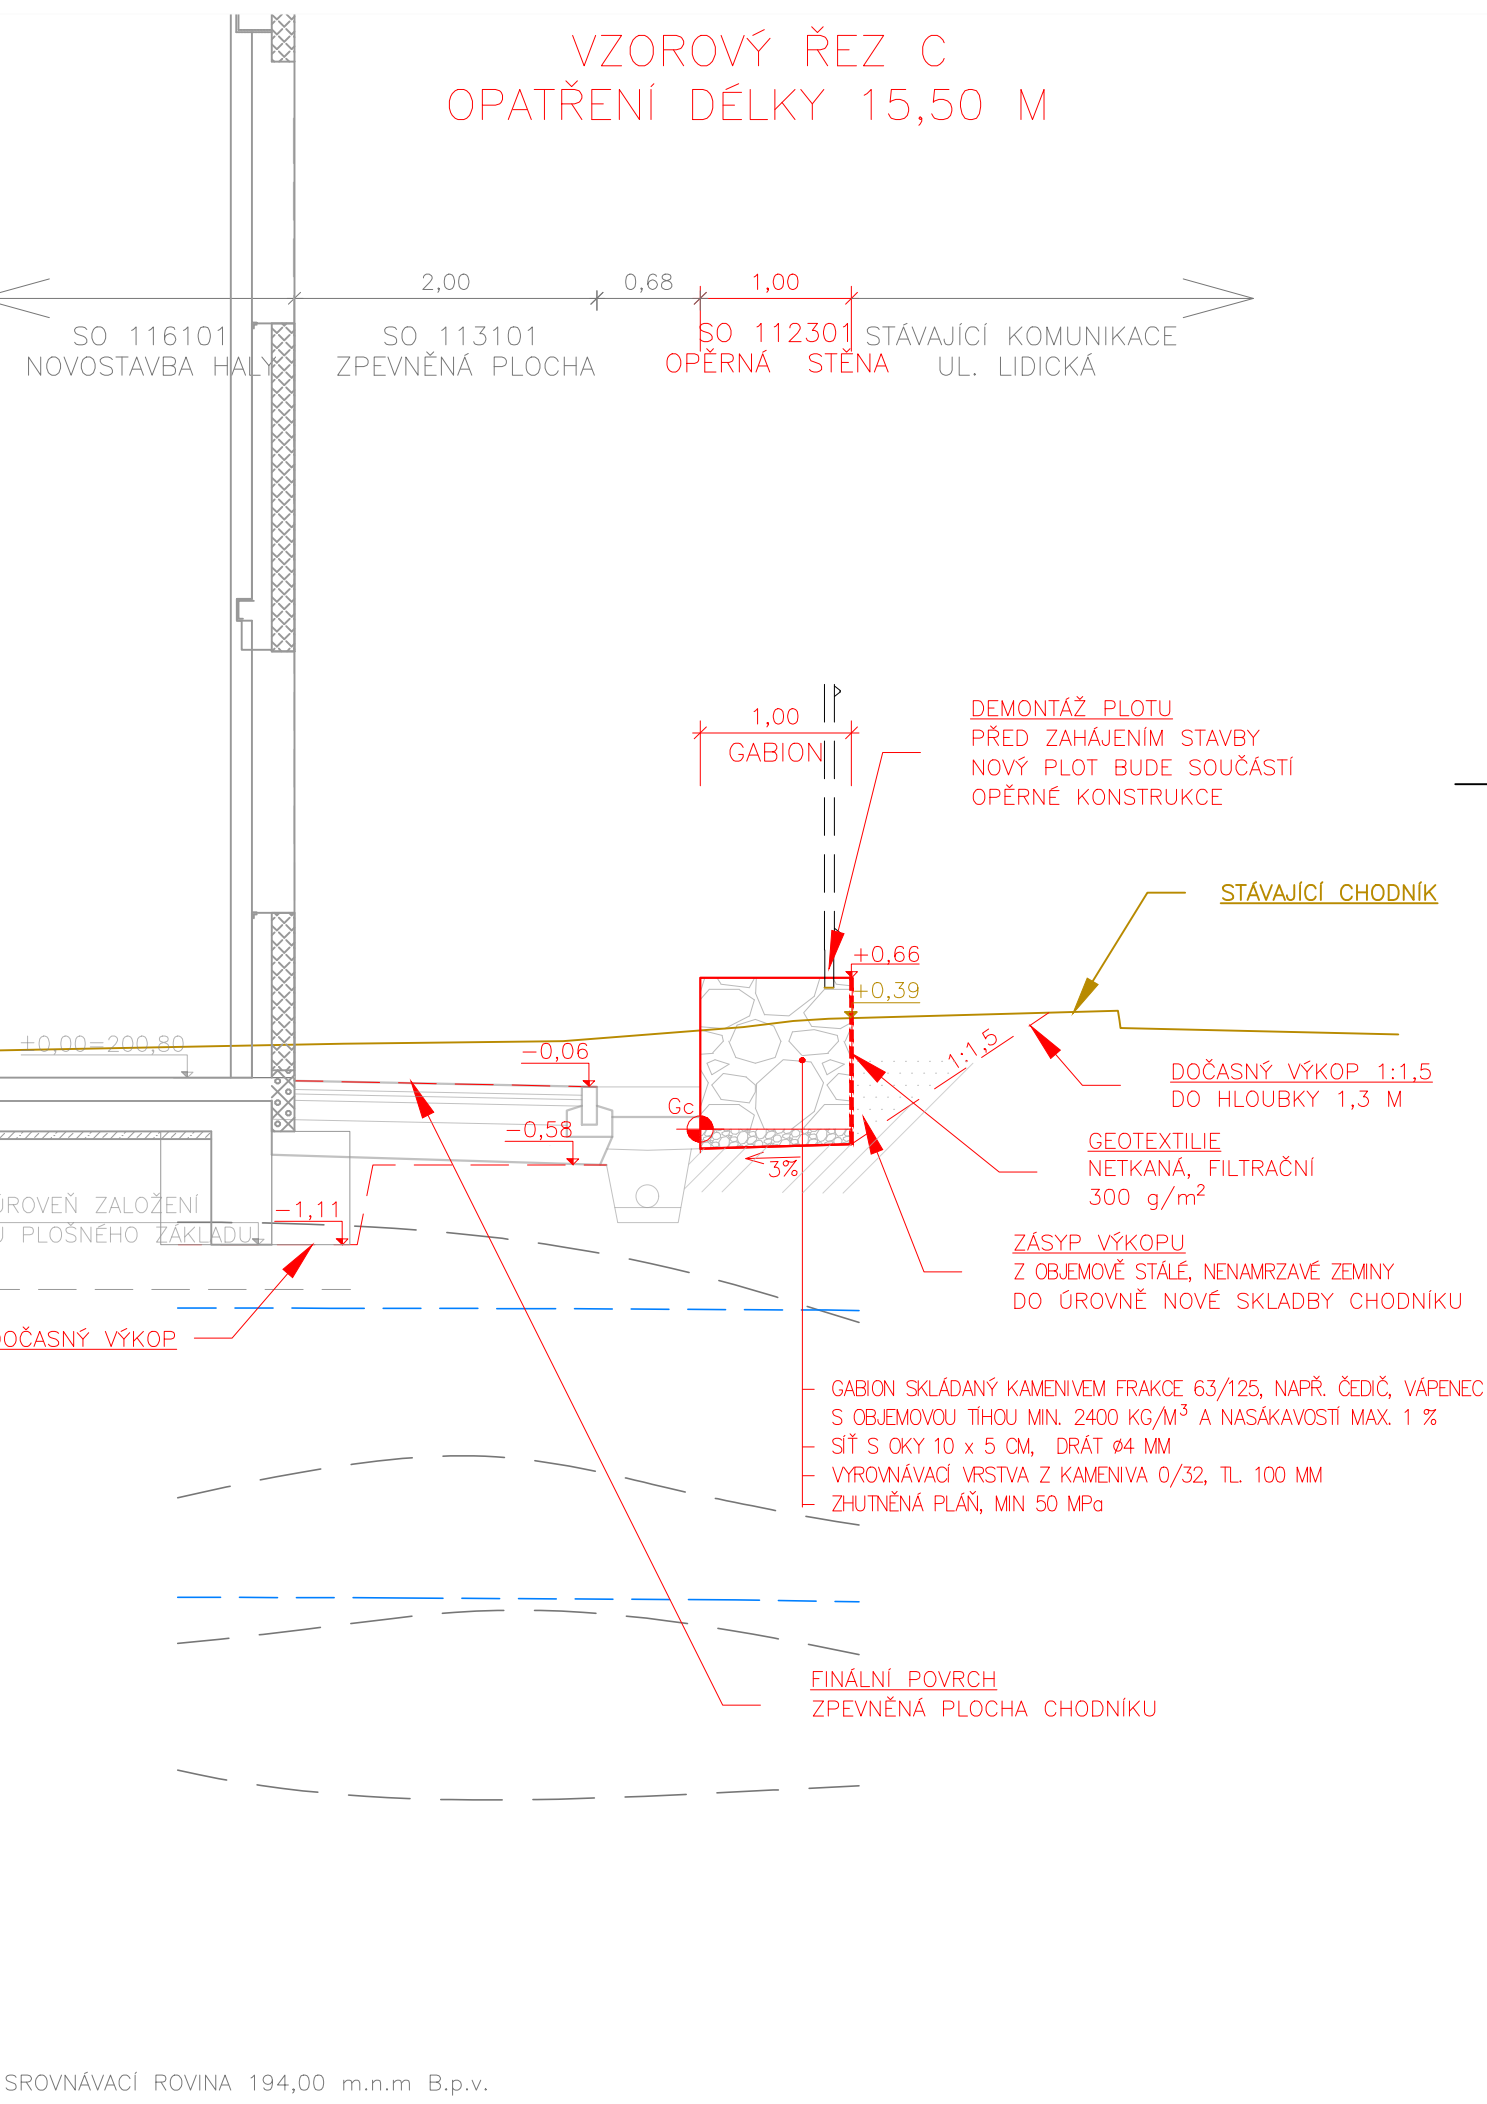 VZOROVÝ ŘEZ C
OPATŘENÍ DÉLKY 15,50 M
2,00
0,68
1,00
SO 116101
NOVOSTAVBA HALY
SO 113101
ZPEVNĚNÁ PLOCHA
SO 112301
OPĚRNÁ STĚNA
STÁVAJÍCÍ KOMUNIKACE
UL. LIDICKÁ
1,00
GABION
DEMONTÁŽ PLOTU
PŘED ZAHÁJENÍM STAVBY
NOVÝ PLOT BUDE SOUČÁSTÍ
OPĚRNÉ KONSTRUKCE
STÁVAJÍCÍ CHODNÍK
+0,66
+0,39
±0,00=200,80
-0,06
1:1,5
DOČASNÝ VÝKOP 1:1,5
DO HLOUBKY 1,3 M
Gc
-0,58
3%
GEOTEXTILIE
NETKANÁ, FILTRAČNÍ
300 g/m²
ÚROVEŇ ZALOŽENÍ
PLOŠNÉHO ZÁKLADU
-1,11
ZÁSYP VÝKOPU
Z OBJEMOVĚ STÁLÉ, NENAMRZAVÉ ZEMINY
DO ÚROVNĚ NOVÉ SKLADBY CHODNÍKU
DOČASNÝ VÝKOP
GABION SKLÁDANÝ KAMENIVEM FRAKCE 63/125, NAPŘ. ČEDIČ, VÁPENEC
S OBJEMOVOU TÍHOU MIN. 2400 KG/M³ A NASÁKAVOSTÍ MAX. 1 %
SÍŤ S OKY 10 x 5 CM, DRÁT ø4 MM
VYROVNÁVACÍ VRSTVA Z KAMENIVA 0/32, TL. 100 MM
ZHUTNĚNÁ PLÁŇ, MIN 50 MPa
FINÁLNÍ POVRCH
ZPEVNĚNÁ PLOCHA CHODNÍKU
SROVNÁVACÍ ROVINA 194,00 m.n.m B.p.v.